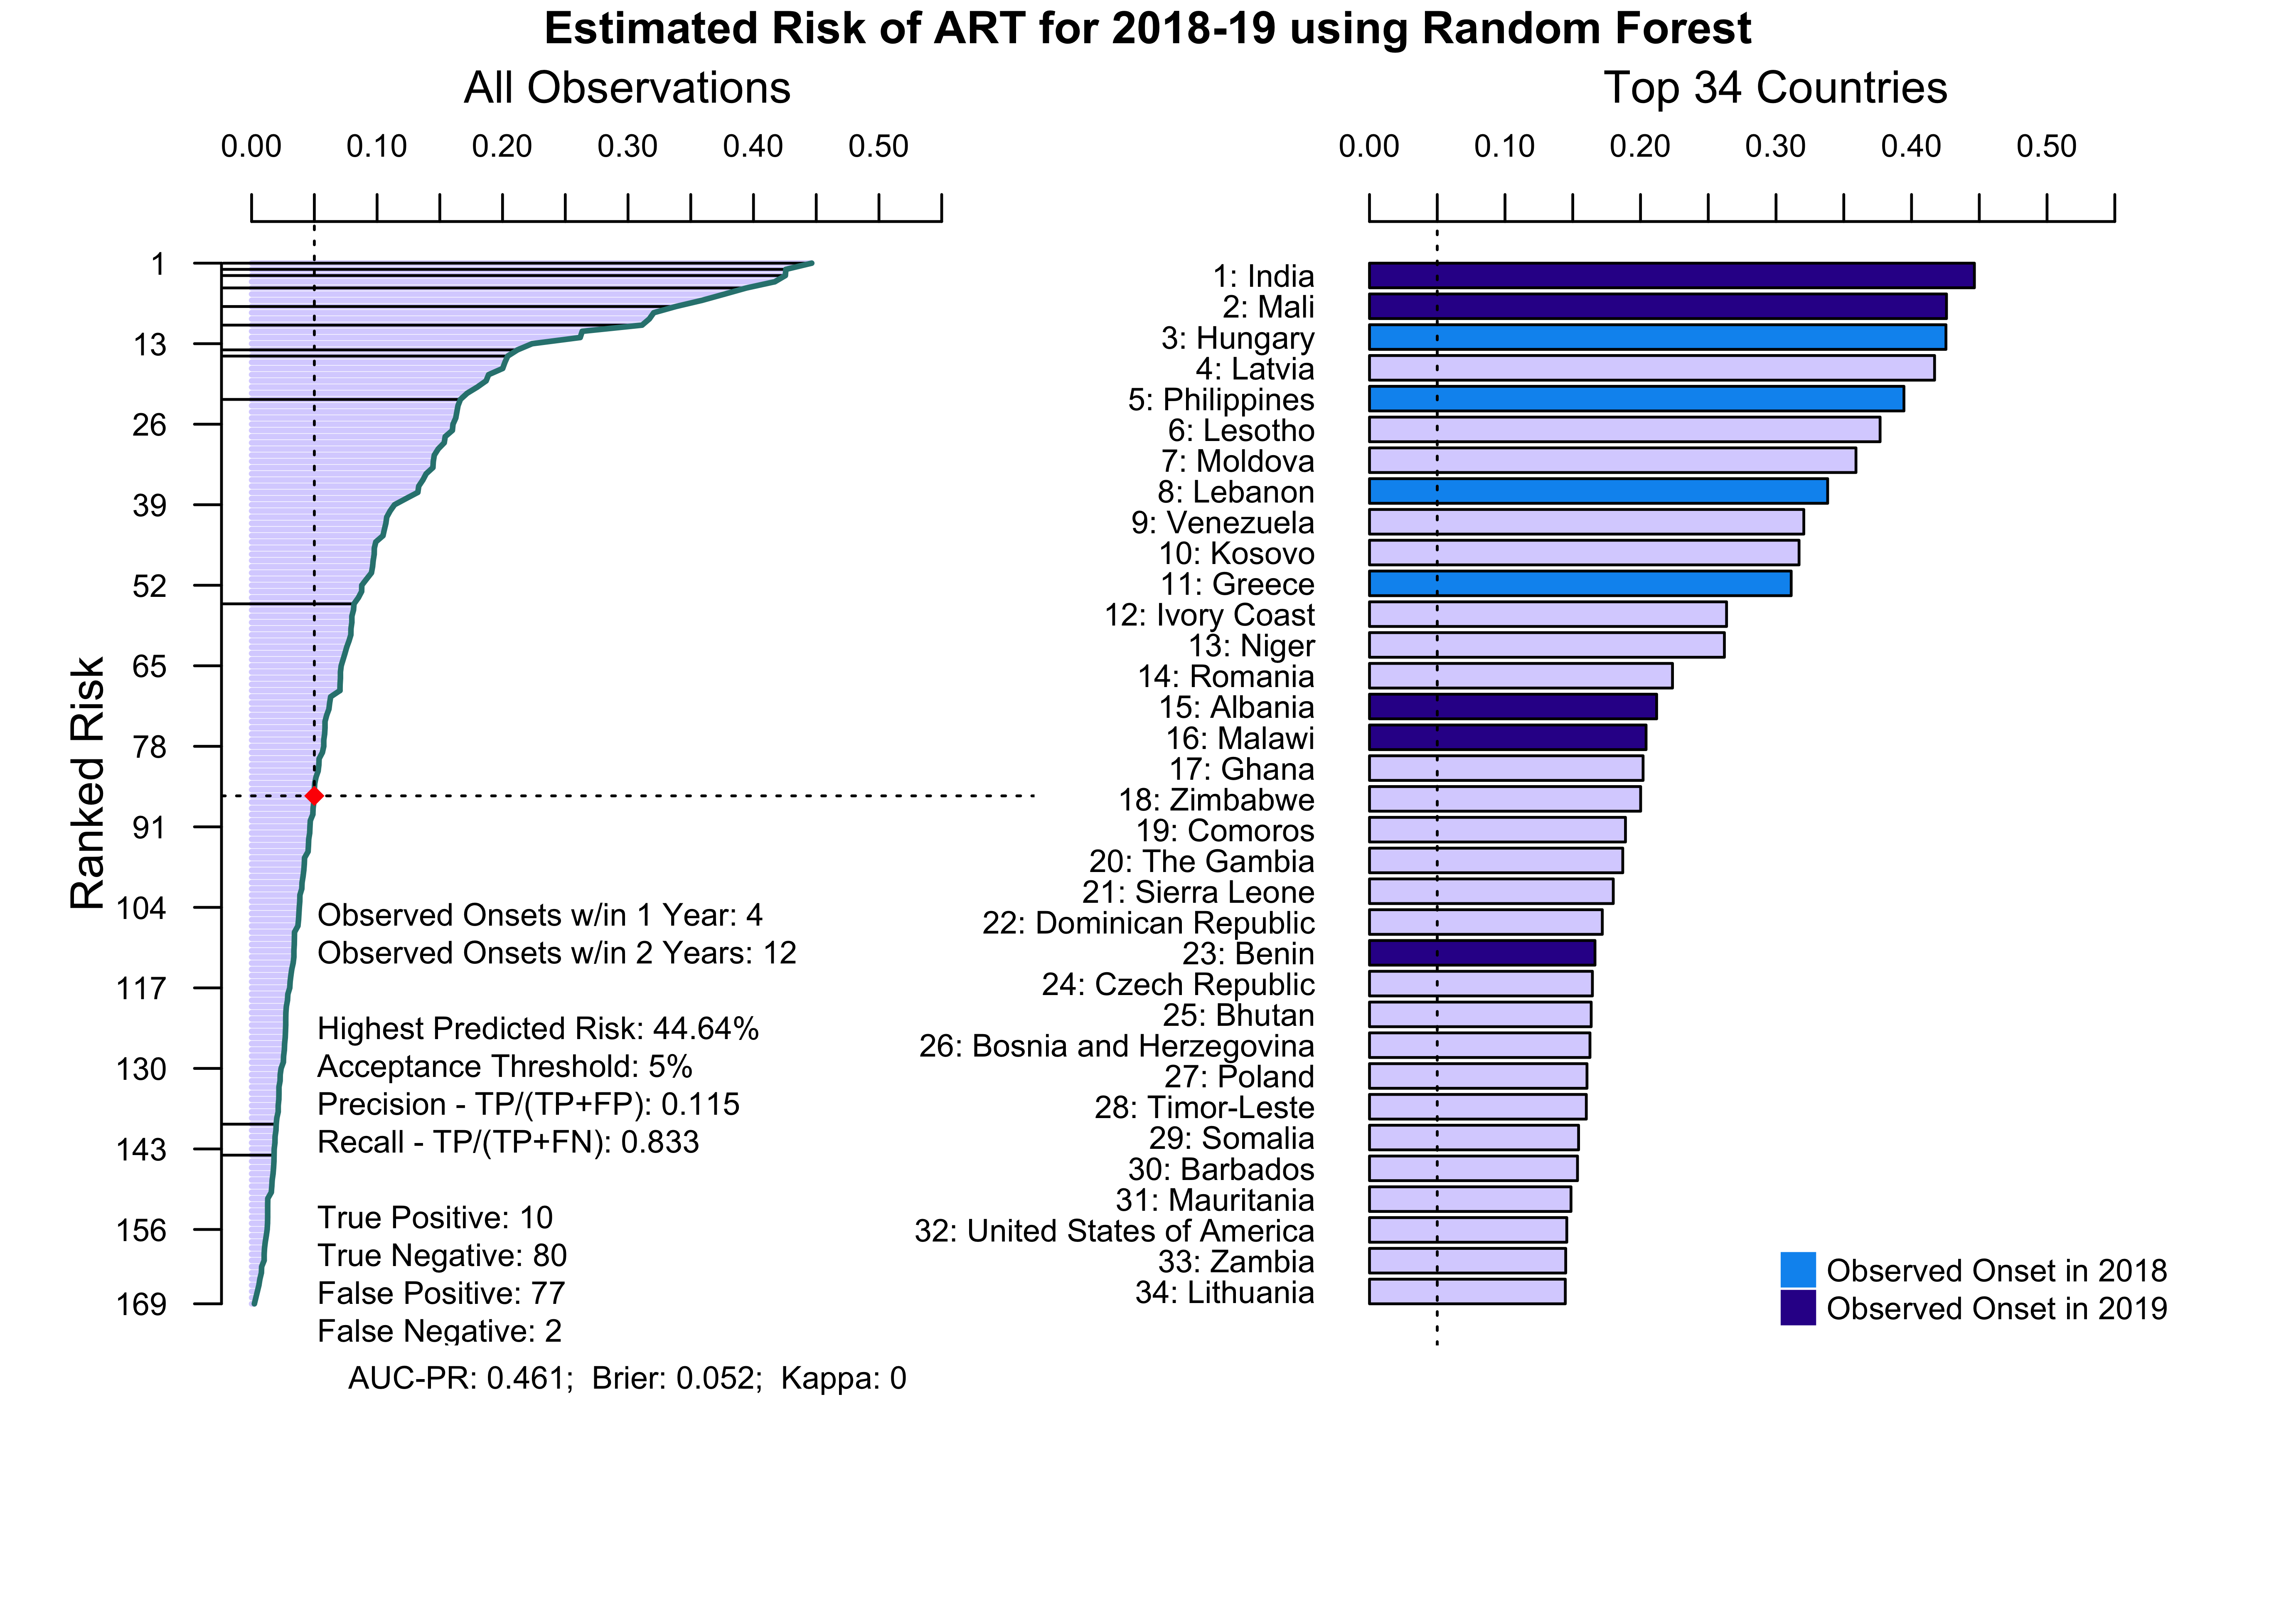 Estimated Risk of ART for 2018-19 using Random Forest
All Observations
0.00 0.10 0.20 0.30 0.40 0.50
Ranked Risk
1
13
26
39
52
65
78
91
104
117
130
143
156
169
Observed Onsets w/in 1 Year: 4
Observed Onsets w/in 2 Years: 12
Highest Predicted Risk: 44.64%
Acceptance Threshold: 5%
Precision - TP/(TP+FP): 0.115
Recall - TP/(TP+FN): 0.833
True Positive: 10
True Negative: 80
False Positive: 77
False Negative: 2
AUC-PR: 0.461; Brier: 0.052; Kappa: 0
Top 34 Countries
0.00 0.10 0.20 0.30 0.40 0.50
1: India
2: Mali
3: Hungary
4: Latvia
5: Philippines
6: Lesotho
7: Moldova
8: Lebanon
9: Venezuela
10: Kosovo
11: Greece
12: Ivory Coast
13: Niger
14: Romania
15: Albania
16: Malawi
17: Ghana
18: Zimbabwe
19: Comoros
20: The Gambia
21: Sierra Leone
22: Dominican Republic
23: Benin
24: Czech Republic
25: Bhutan
26: Bosnia and Herzegovina
27: Poland
28: Timor-Leste
29: Somalia
30: Barbados
31: Mauritania
32: United States of America
33: Zambia
34: Lithuania
Observed Onset in 2018
Observed Onset in 2019